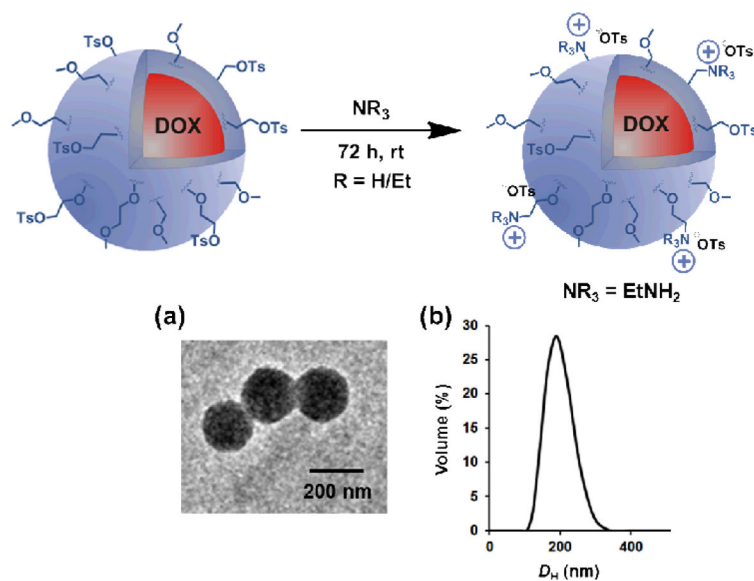 Ts
O
O
OTs
O
DOX
O
TsO
OTs
TsO
O
O
O
O
OTs
NR3
72 h, rt
R = H/Et
R3N
⊕
⊖OTs
O
⊕
⊖OTs
NR3
O
DOX
O
TsO
OTs
⊖OTs
R3N
⊕
O
O
O
O
R3N
⊖OTs
⊕
NR3 = EtNH2
(a)
200 nm
(b)
Volume (%)
30
25
20
15
10
5
0
0
200
400
DH (nm)